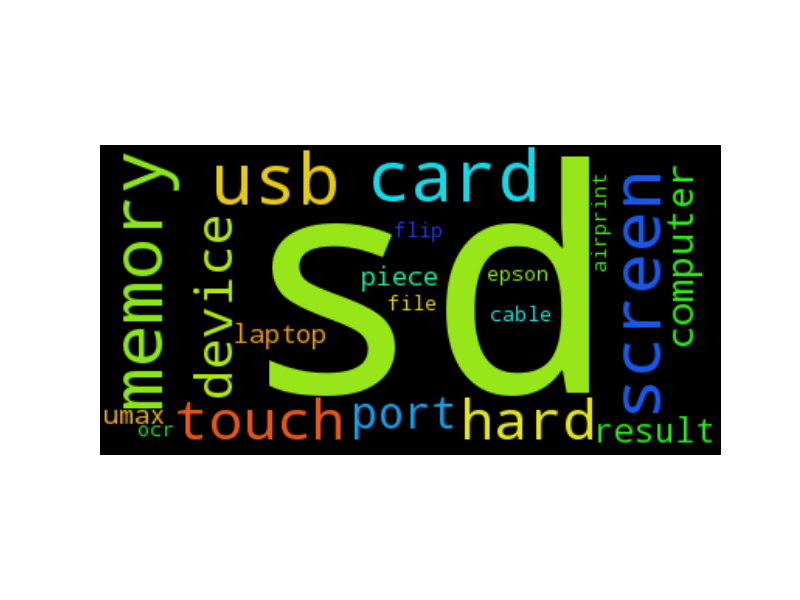 usb
card
memory
sd
device
flip
piece
epson
file
cable
laptop
airprint
screen
computer
umax
ocr
touch
port
hard
result